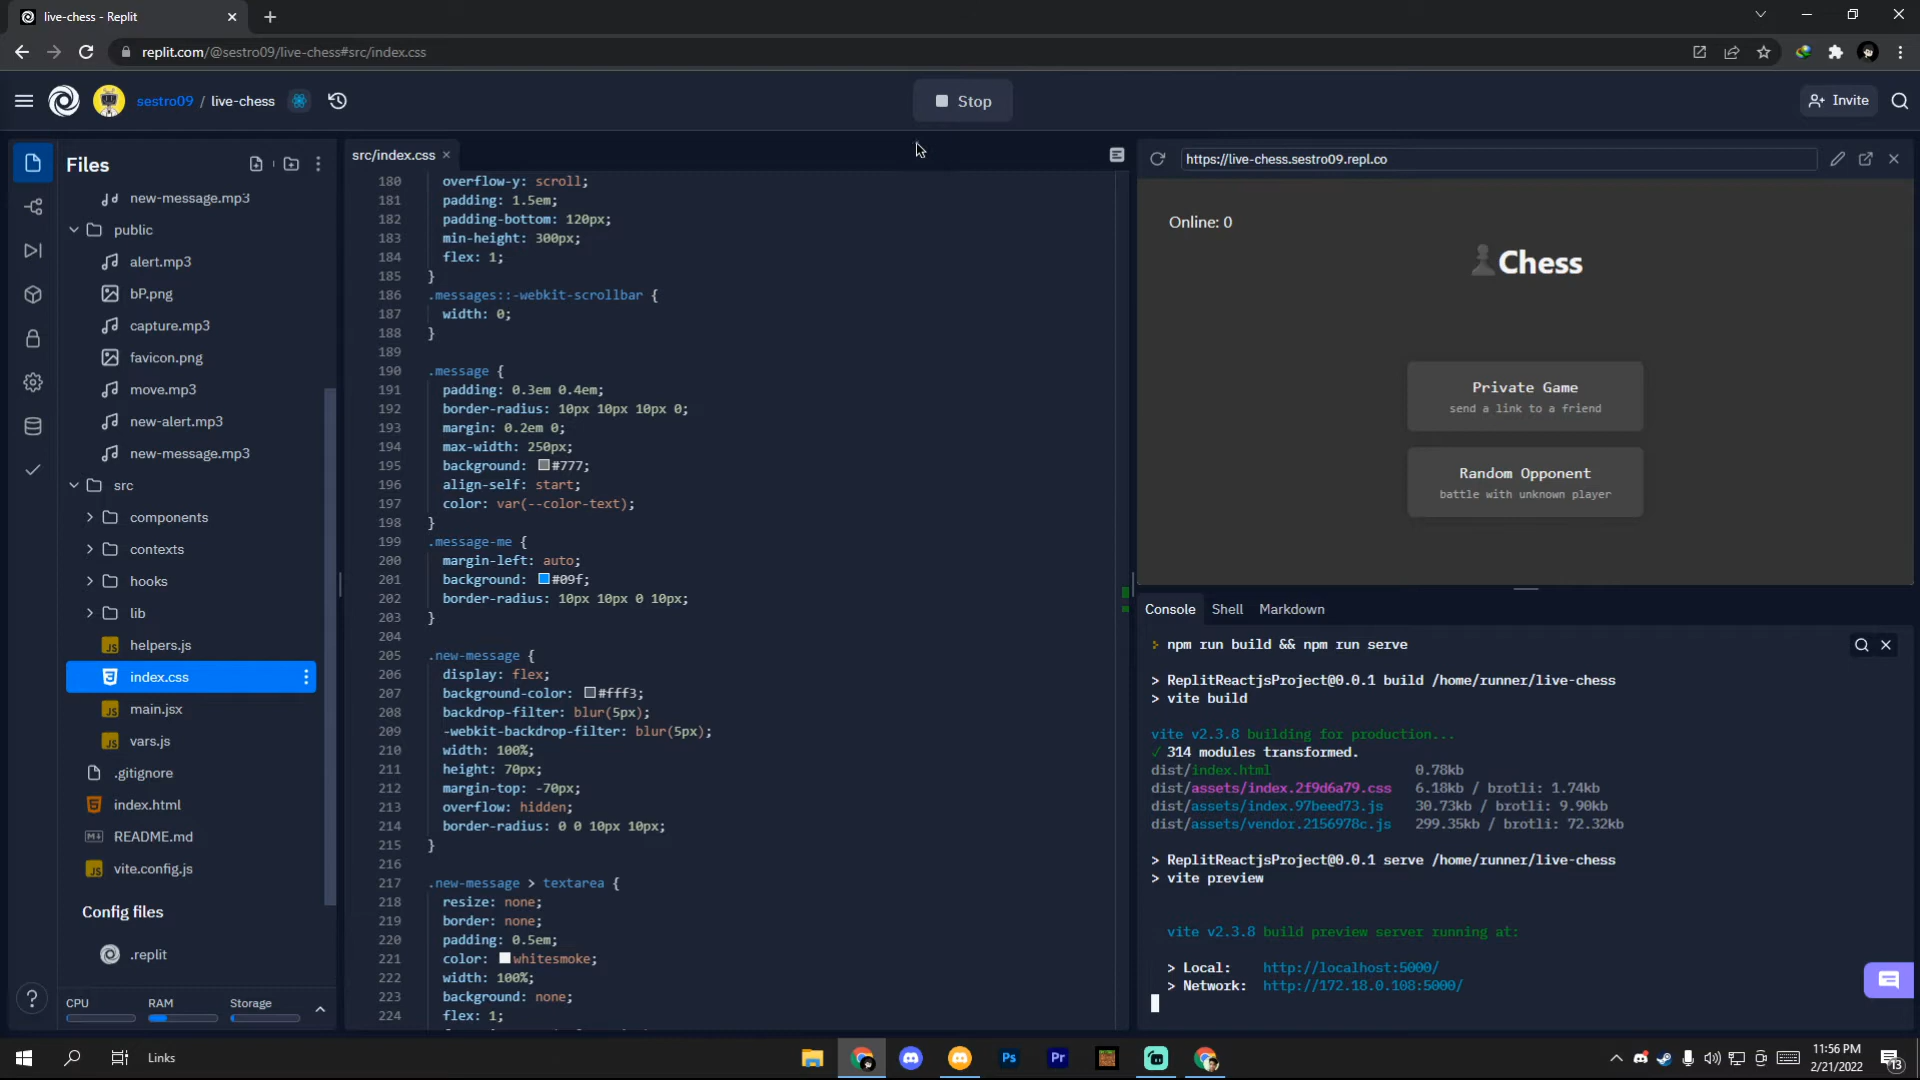 live-chess - Replit
replit.com/@sestro09/live-chess#src/index.css
sestro09 / live-chess
Stop
Invite
Files
new-message.mp3
public
alert.mp3
bP.png
capture.mp3
favicon.png
move.mp3
new-alert.mp3
new-message.mp3
src
components
contexts
hooks
lib
helpers.js
index.css
main.jsx
vars.js
.gitignore
index.html
README.md
vite.config.js
Config files
.replit
CPU RAM Storage
src/index.css
180 overflow-y: scroll;
181 padding: 1.5em;
182 padding-bottom: 120px;
183 min-height: 300px;
184 flex: 1;
185 }
186 .messages::-webkit-scrollbar {
187 width: 0;
188 }
189
190 .message {
191 padding: 0.3em 0.4em;
192 border-radius: 10px 10px 10px 0;
193 margin: 0.2em 0;
194 max-width: 250px;
195 background: #777;
196 align-self: start;
197 color: var(--color-text);
198 }
199 .message-me {
200 margin-left: auto;
201 background: #09f;
202 border-radius: 10px 10px 0 10px;
203 }
204
205 .new-message {
206 display: flex;
207 background-color: #fff3;
208 backdrop-filter: blur(5px);
209 -webkit-backdrop-filter: blur(5px);
210 width: 100%;
211 height: 70px;
212 margin-top: -70px;
213 overflow: hidden;
214 border-radius: 0 0 10px 10px;
215 }
216
217 .new-message > textarea {
218 resize: none;
219 border: none;
220 padding: 0.5em;
221 color: whitesmoke;
222 width: 100%;
223 background: none;
224 flex: 1;
https://live-chess.sestro09.repl.co
Online: 0
Chess
Private Game
send a link to a friend
Random Opponent
battle with unknown player
Console Shell Markdown
npm run build && npm run serve
> ReplitReactjsProject@0.0.1 build /home/runner/live-chess
> vite build
vite v2.3.8 building for production...
✓ 314 modules transformed.
dist/index.html 0.78kb
dist/assets/index.2f9d6a79.css 6.18kb / brotli: 1.74kb
dist/assets/index.97beed73.js 30.73kb / brotli: 9.90kb
dist/assets/vendor.2156978c.js 299.35kb / brotli: 72.32kb
> ReplitReactjsProject@0.0.1 serve /home/runner/live-chess
> vite preview
vite v2.3.8 build preview server running at:
> Local: http://localhost:5000/
> Network: http://172.18.0.108:5000/
Links
Ps
Pr
11:56 PM
2/21/2022
13